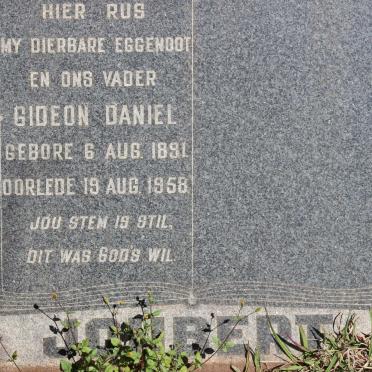 HIER RUS
MY DIERBARE EGGENOOT
EN ONS VADER
GIDEON DANIEL
GEBORE 6 AUG. 1891.
OORLEDE 19 AUG. 1958.
JOU STEM IS STIL,
DIT WAS GOD'S WIL.
JOUBERT